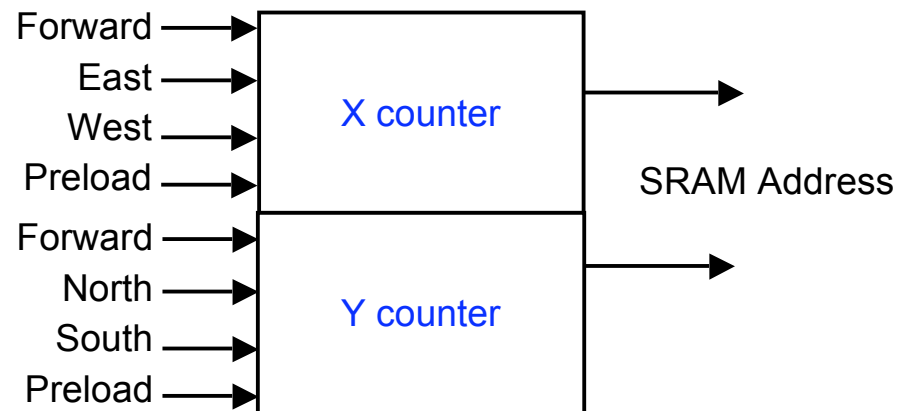 Forward
East
West
Preload
X counter
SRAM Address
Forward
North
South
Preload
Y counter